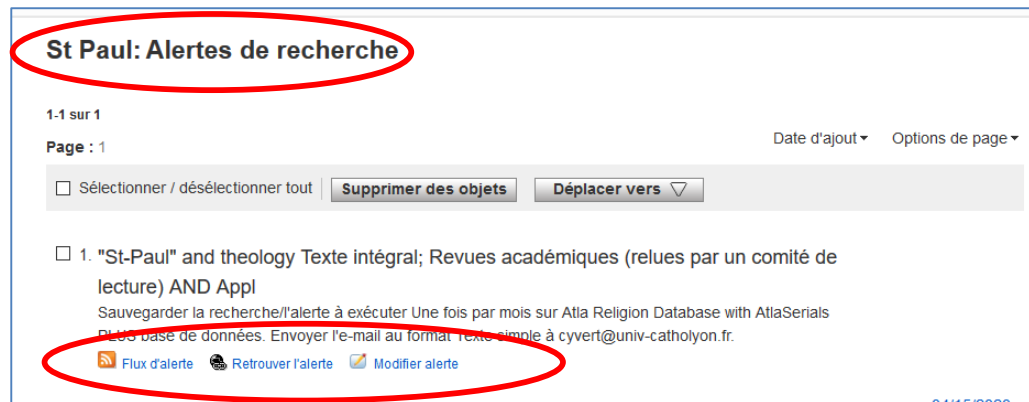 St Paul: Alertes de recherche
1-1 sur 1
Page : 1
Date d'ajout Options de page
Sélectionner / désélectionner tout Supprimer des objets Déplacer vers
1. "St-Paul" and theology Texte intégral; Revues académiques (relues par un comité de
lecture) AND Appl
Sauvegarder la recherche/l'alerte à exécuter Une fois par mois sur Atla Religion Database with AtlaSerials
PLUS base de données. Envoyer l'e-mail au format Texte simple à cyvert@univ-catholyon.fr.
Flux d'alerte Retrouver l'alerte Modifier alerte